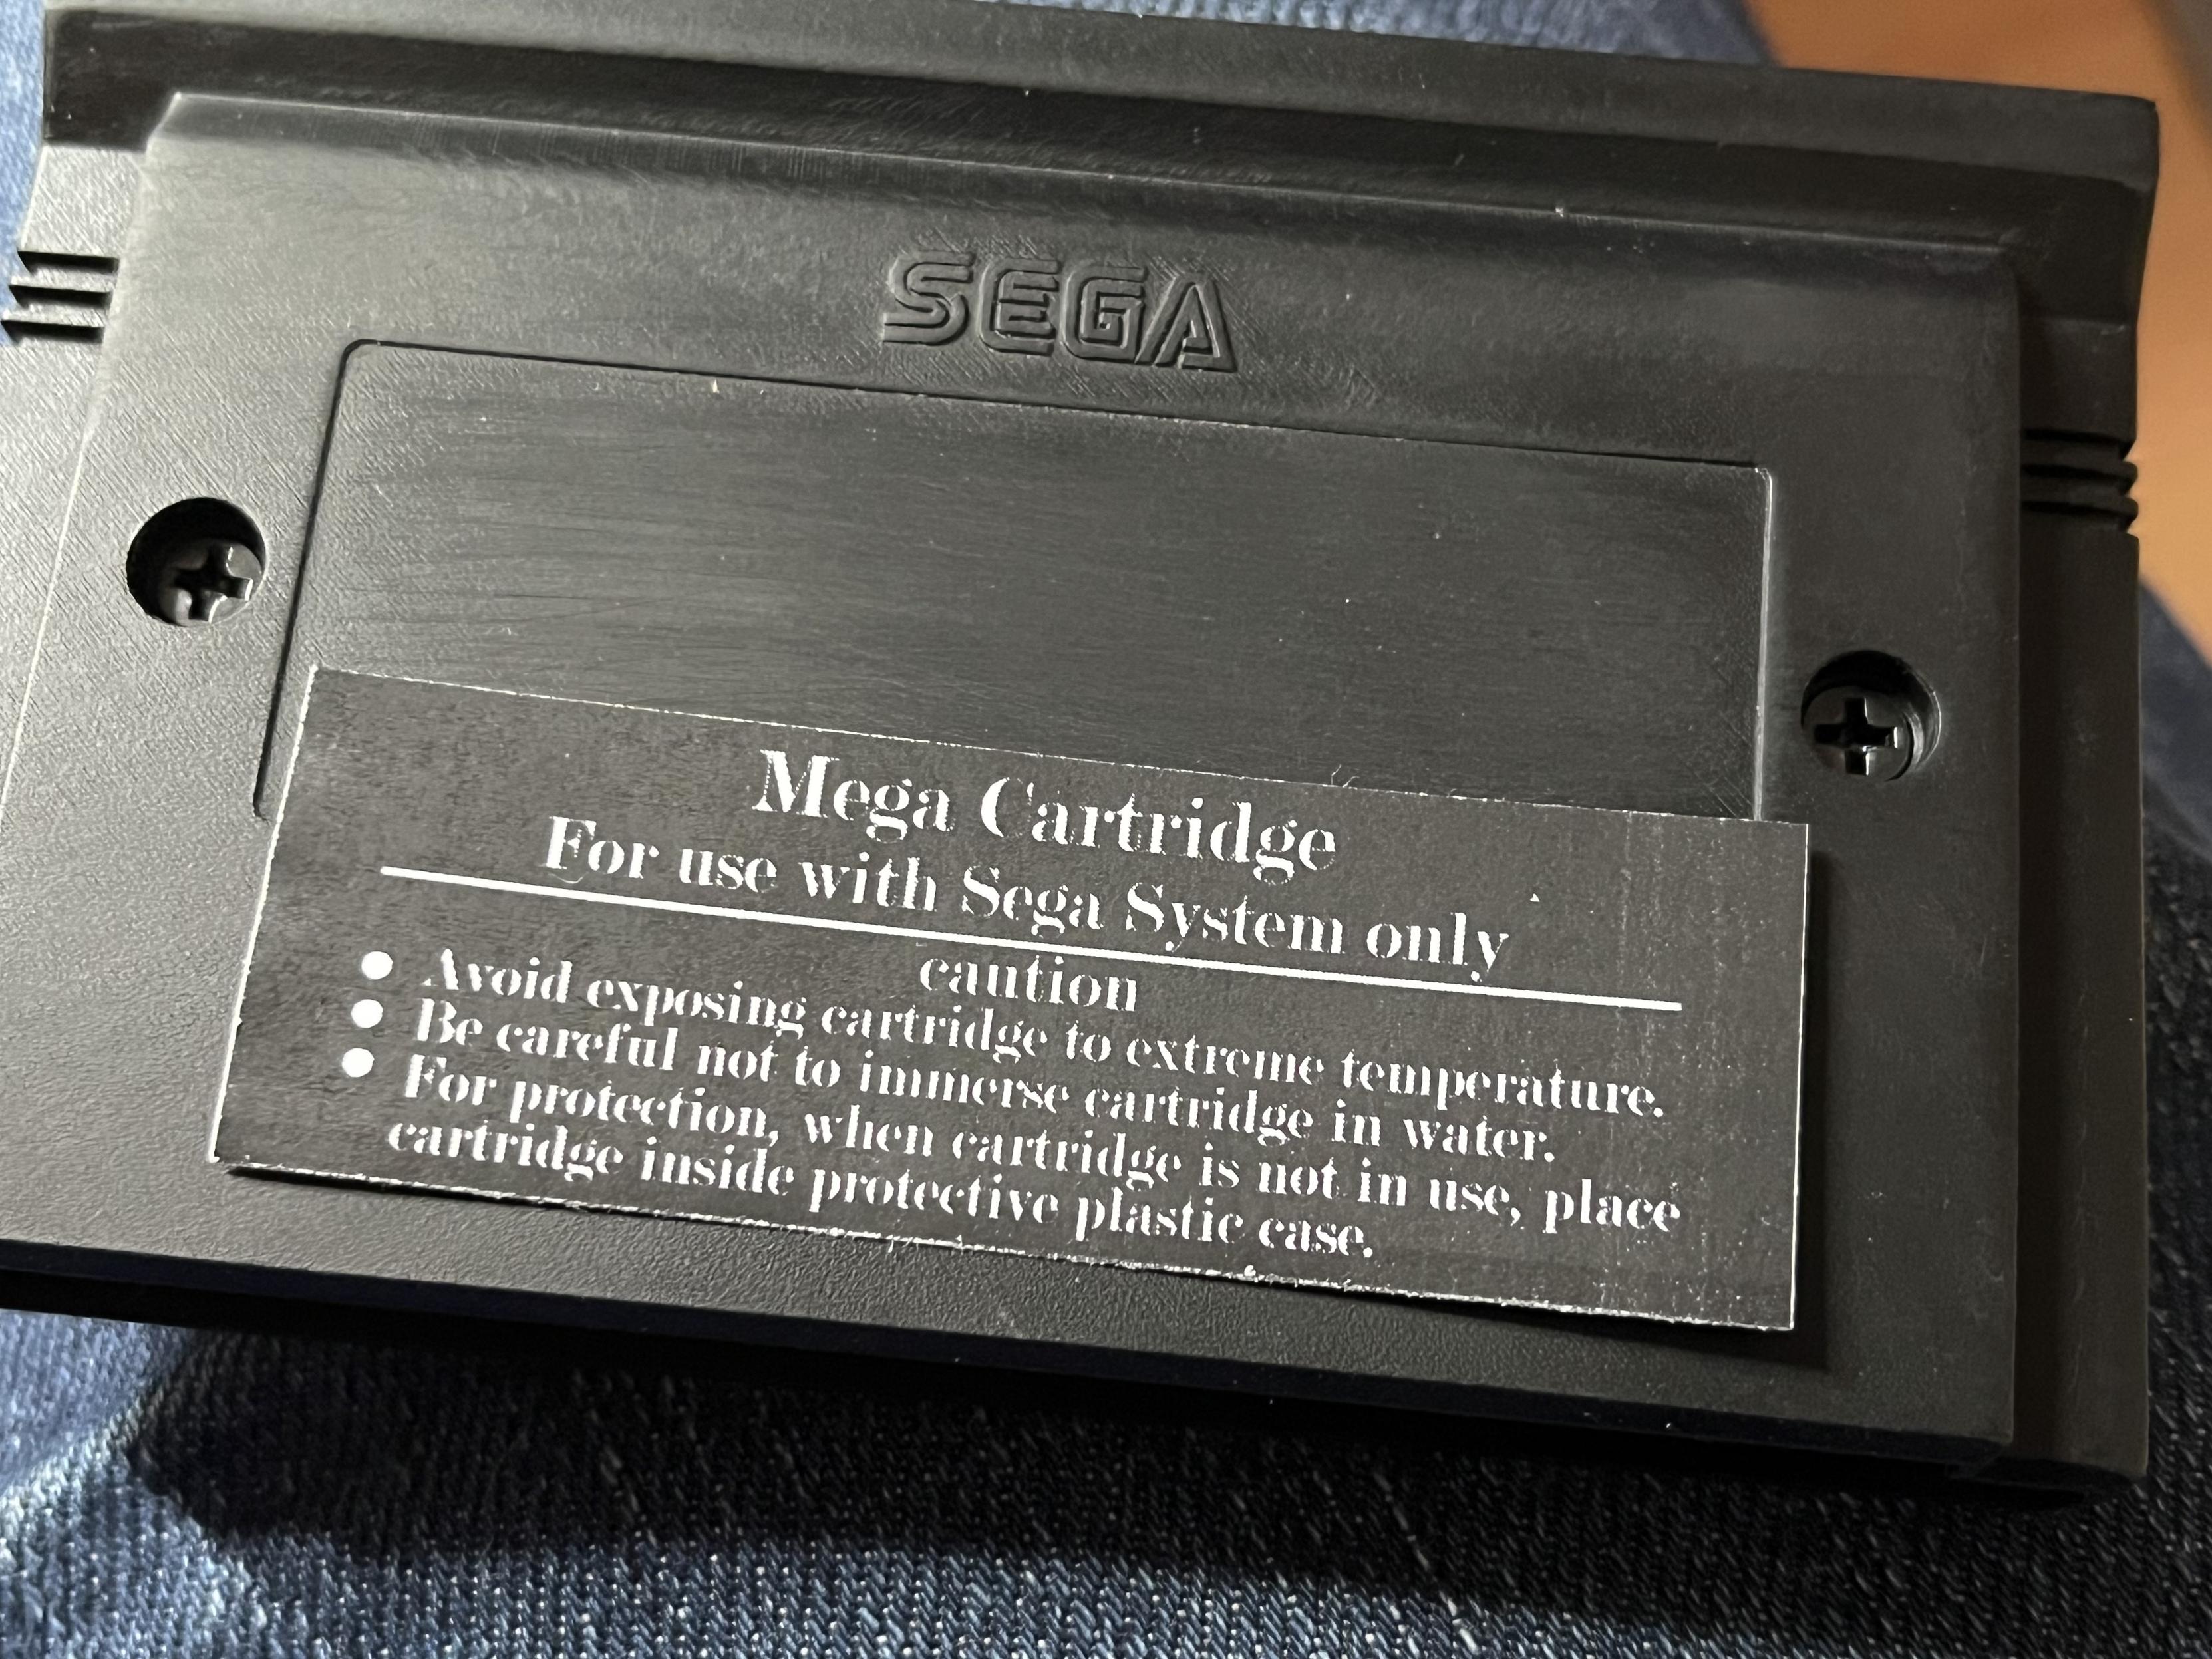 SEGA
Mega Cartridge
For use with Sega System only
caution
● Avoid exposing cartridge to extreme temperature.
● Be careful not to immerse cartridge in water.
● For protection, when cartridge is not in use, place
cartridge inside protective plastic case.